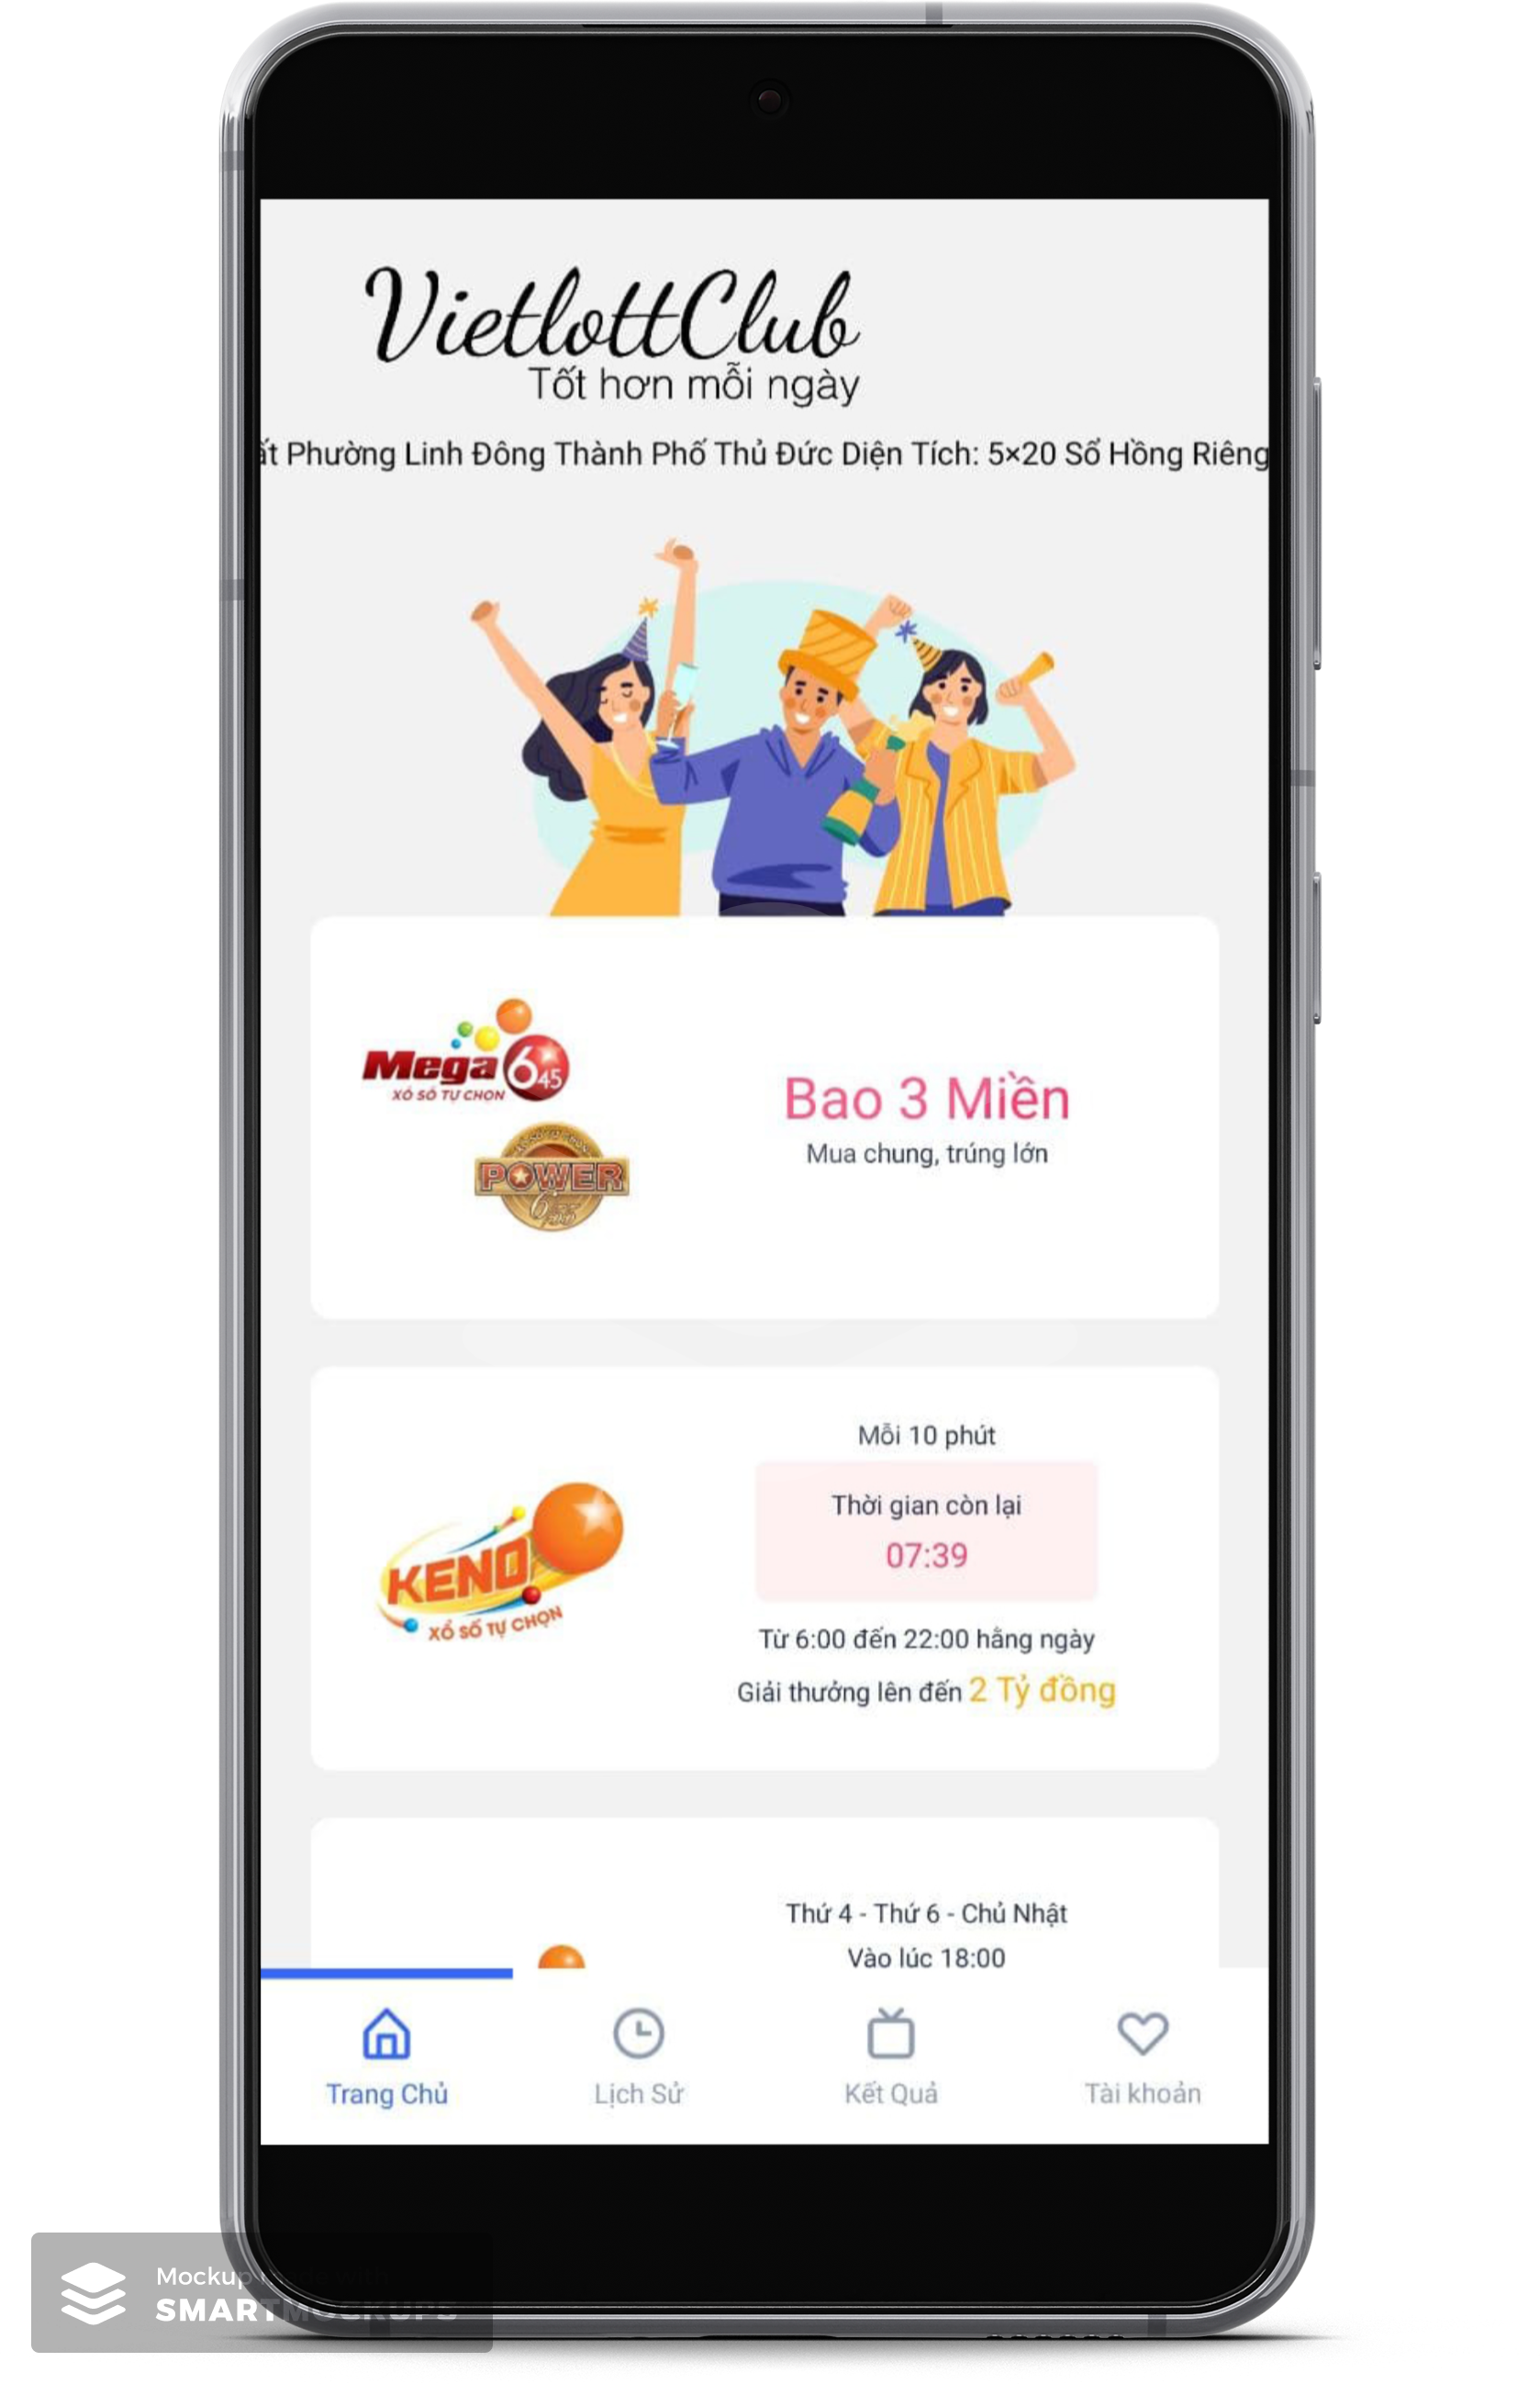 VietlottClub
Tốt hơn mỗi ngày
ất Phường Linh Đông Thành Phố Thủ Đức Diện Tích: 5×20 Sổ Hồng Riêng
Mega 6/45
XỔ SỐ TỰ CHỌN
POWER
6/55
Bao 3 Miền
Mua chung, trúng lớn
Mỗi 10 phút
Thời gian còn lại
07:39
KENO
XỔ SỐ TỰ CHỌN
Từ 6:00 đến 22:00 hằng ngày
Giải thưởng lên đến 2 Tỷ đồng
Thứ 4 - Thứ 6 - Chủ Nhật
Vào lúc 18:00
Trang Chủ
Lịch Sử
Kết Quả
Tài khoản
Mockup made with
SMARTMOCKUPS